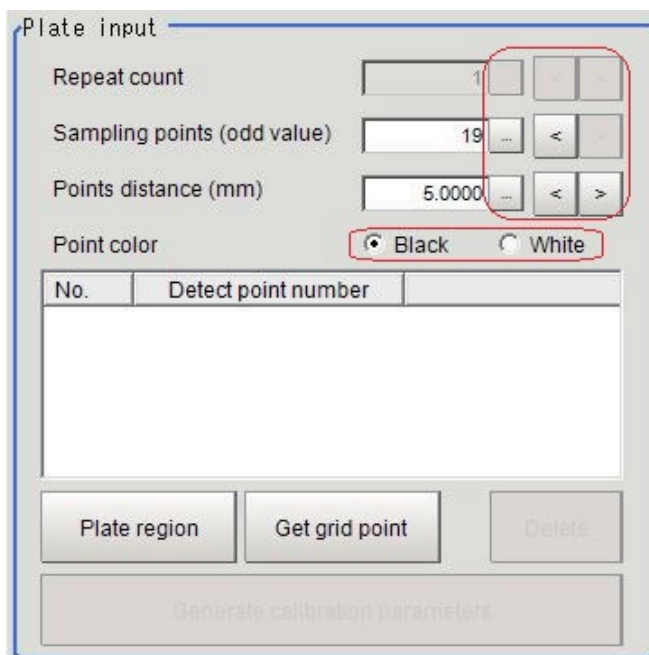 Plate input
Repeat count 1 ... < >
Sampling points (odd value) 19 ... < >
Points distance (mm) 5.0000 ... < >
Point color Black White
No. Detect point number
Plate region Get grid point Delete
Generate calibration parameters